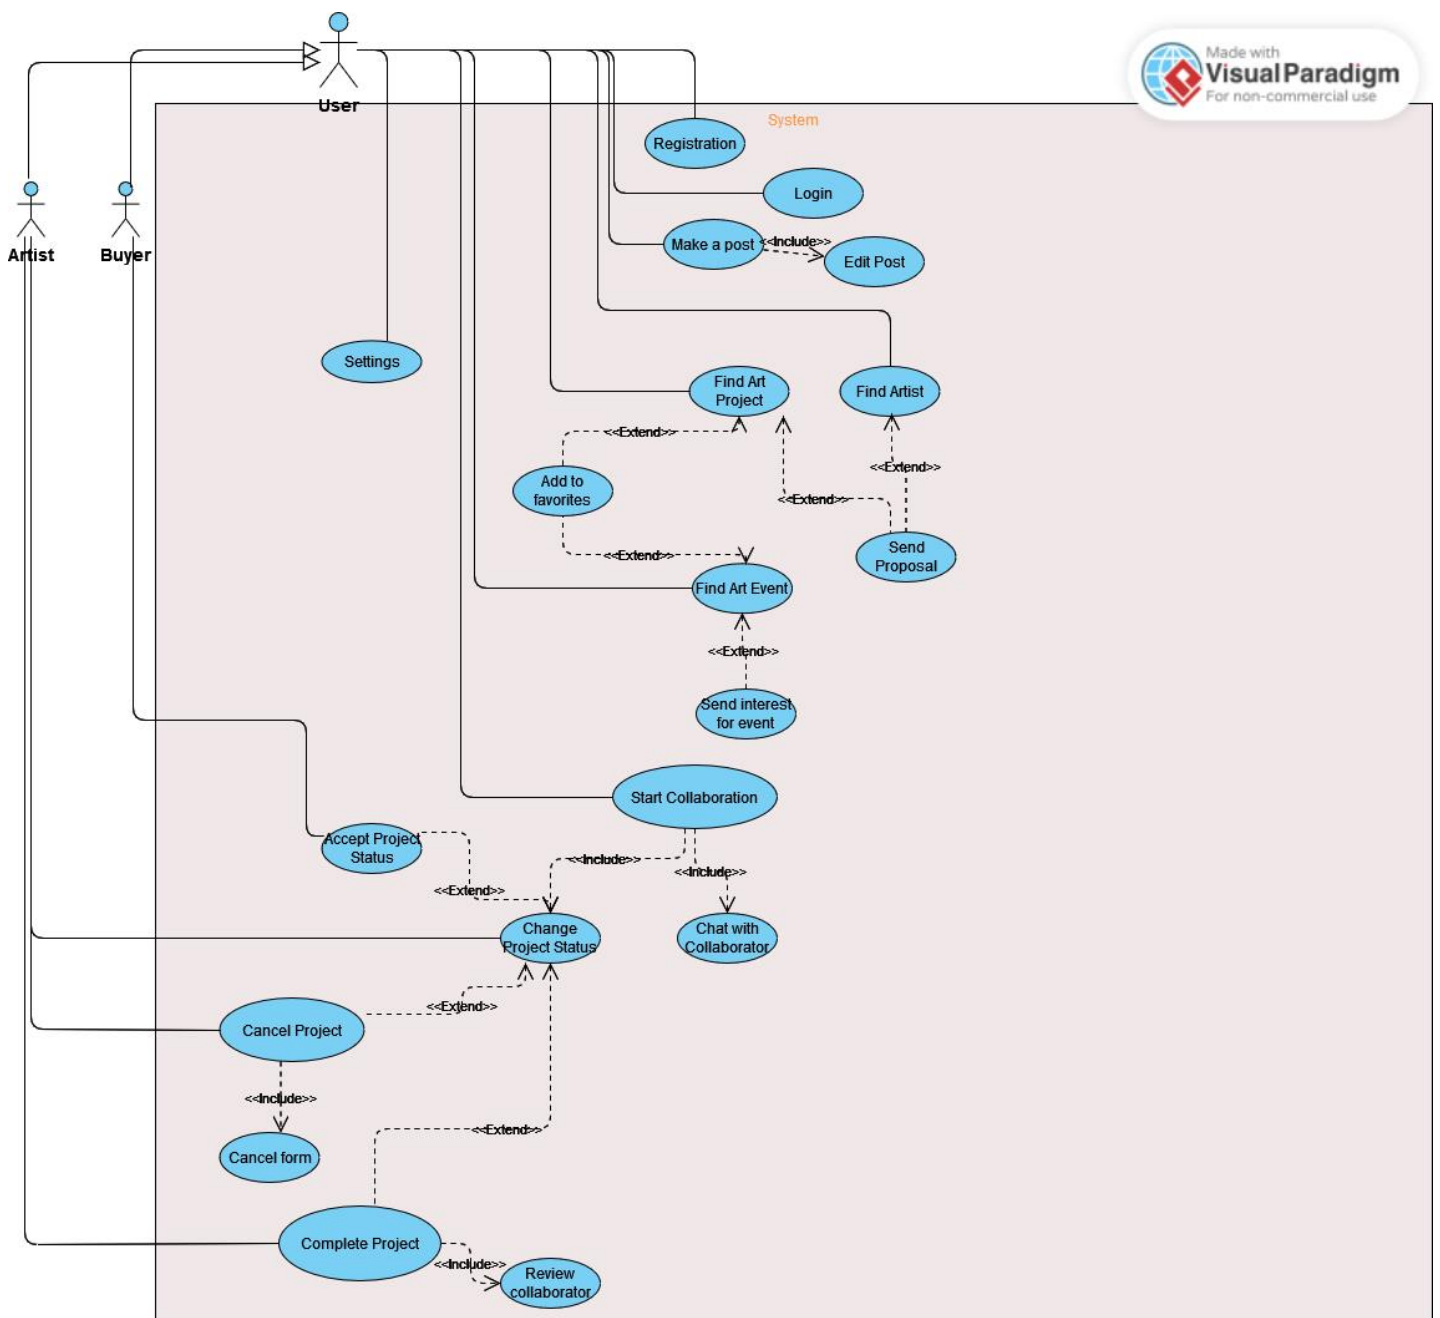 Made with
Visual Paradigm
For non-commercial use
User
System
Registration
Login
Artist
Buyer
Make a post
<<Include>>
Edit Post
Settings
Find Art
Project
Find Artist
<<Extend>>
<<Extend>>
Add to
favorites
<<Extend>>
<<Extend>>
Send
Proposal
Find Art Event
<<Extend>>
Send interest
for event
Start Collaboration
Accept Project
Status
<<Include>>
<<Include>>
<<Extend>>
Change
Project Status
Chat with
Collaborator
<<Extend>>
Cancel Project
<<Include>>
<<Extend>>
Cancel form
Complete Project
<<Include>>
Review
collaborator